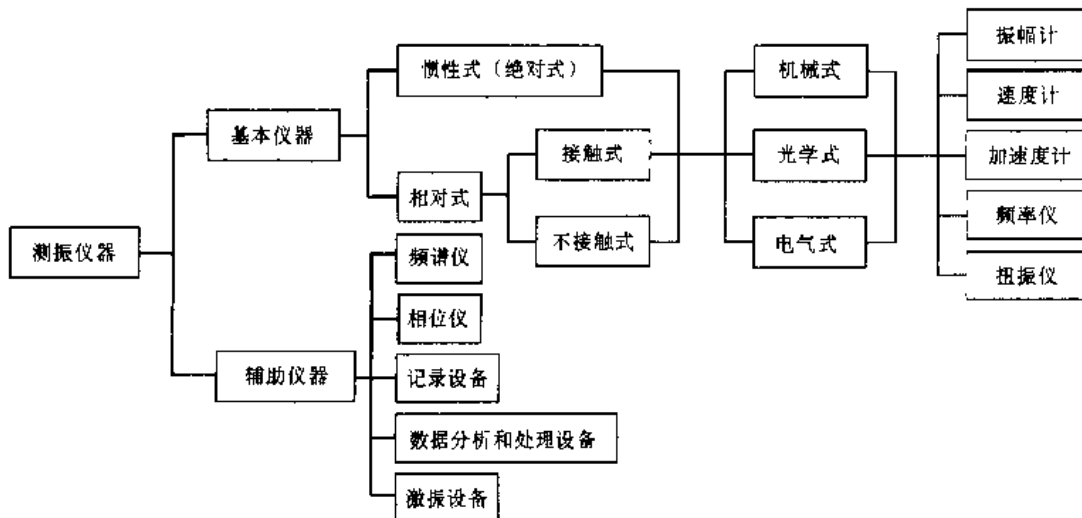 测振仪器
基本仪器
惯性式（绝对式）
相对式
接触式
不接触式
机械式
光学式
电气式
振幅计
速度计
加速度计
频率仪
扭振仪
辅助仪器
频谱仪
相位仪
记录设备
数据分析和处理设备
激振设备